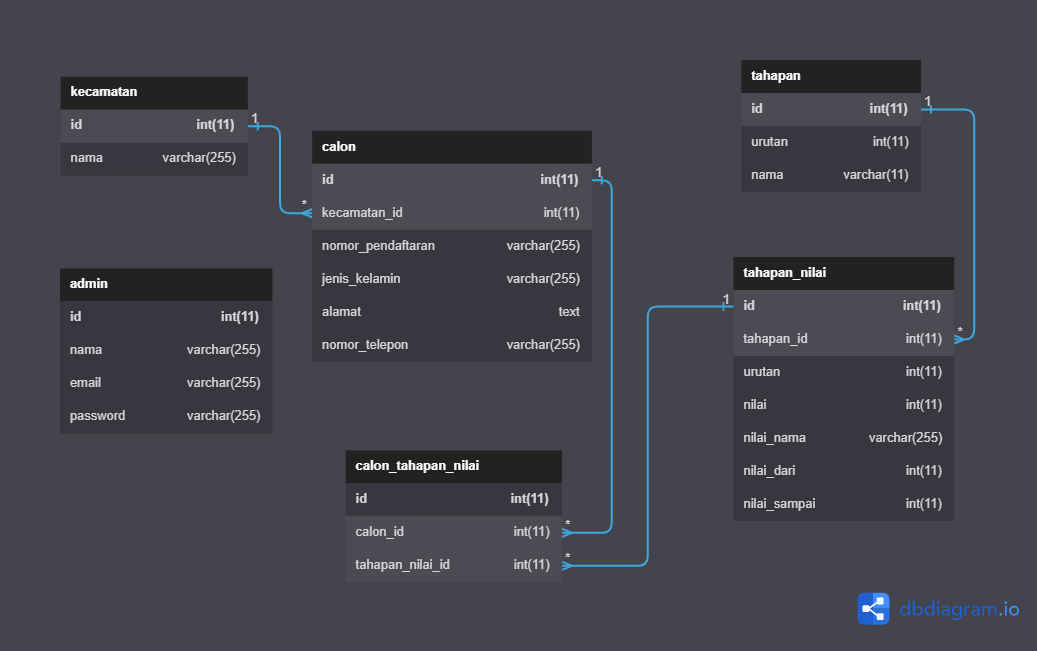 kecamatan
id int(11)
nama varchar(255)
1
*
admin
id int(11)
nama varchar(255)
email varchar(255)
password varchar(255)
calon
id int(11)
kecamatan_id int(11)
nomor_pendaftaran varchar(255)
jenis_kelamin varchar(255)
alamat text
nomor_telepon varchar(255)
1
calon_tahapan_nilai
id int(11)
calon_id int(11)
tahapan_nilai_id int(11)
*
*
tahapan
id int(11)
urutan int(11)
nama varchar(11)
1
tahapan_nilai
id int(11)
tahapan_id int(11)
urutan int(11)
nilai int(11)
nilai_nama varchar(255)
nilai_dari int(11)
nilai_sampai int(11)
1
*
dbdiagram.io